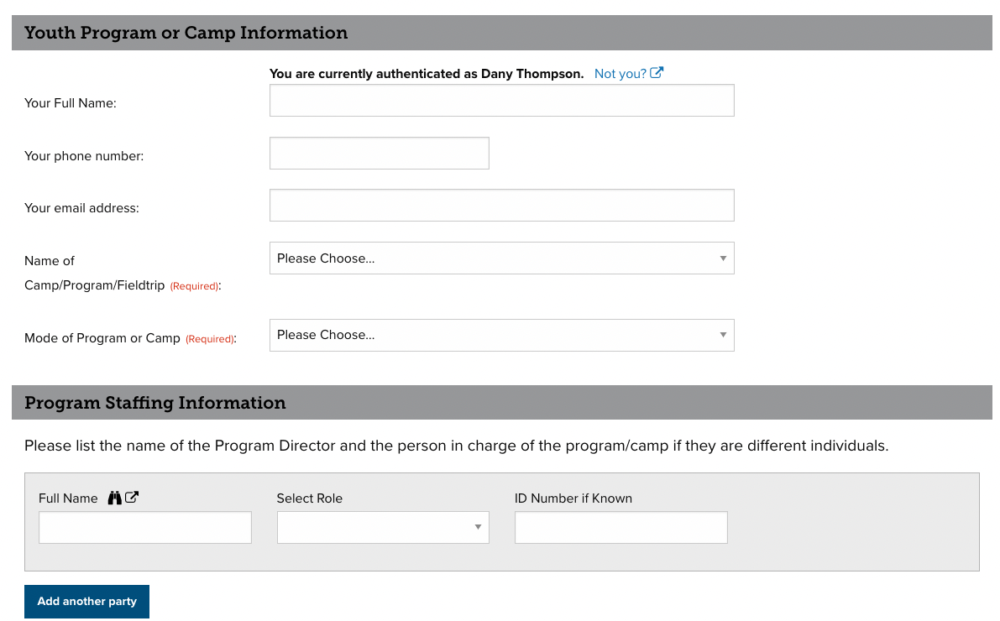 Youth Program or Camp Information
You are currently authenticated as Dany Thompson. Not you?
Your Full Name:
Your phone number:
Your email address:
Name of
Camp/Program/Fieldtrip (Required):
Please Choose...
Mode of Program or Camp (Required):
Please Choose...
Program Staffing Information
Please list the name of the Program Director and the person in charge of the program/camp if they are different individuals.
Full Name
Select Role
ID Number if Known
Add another party